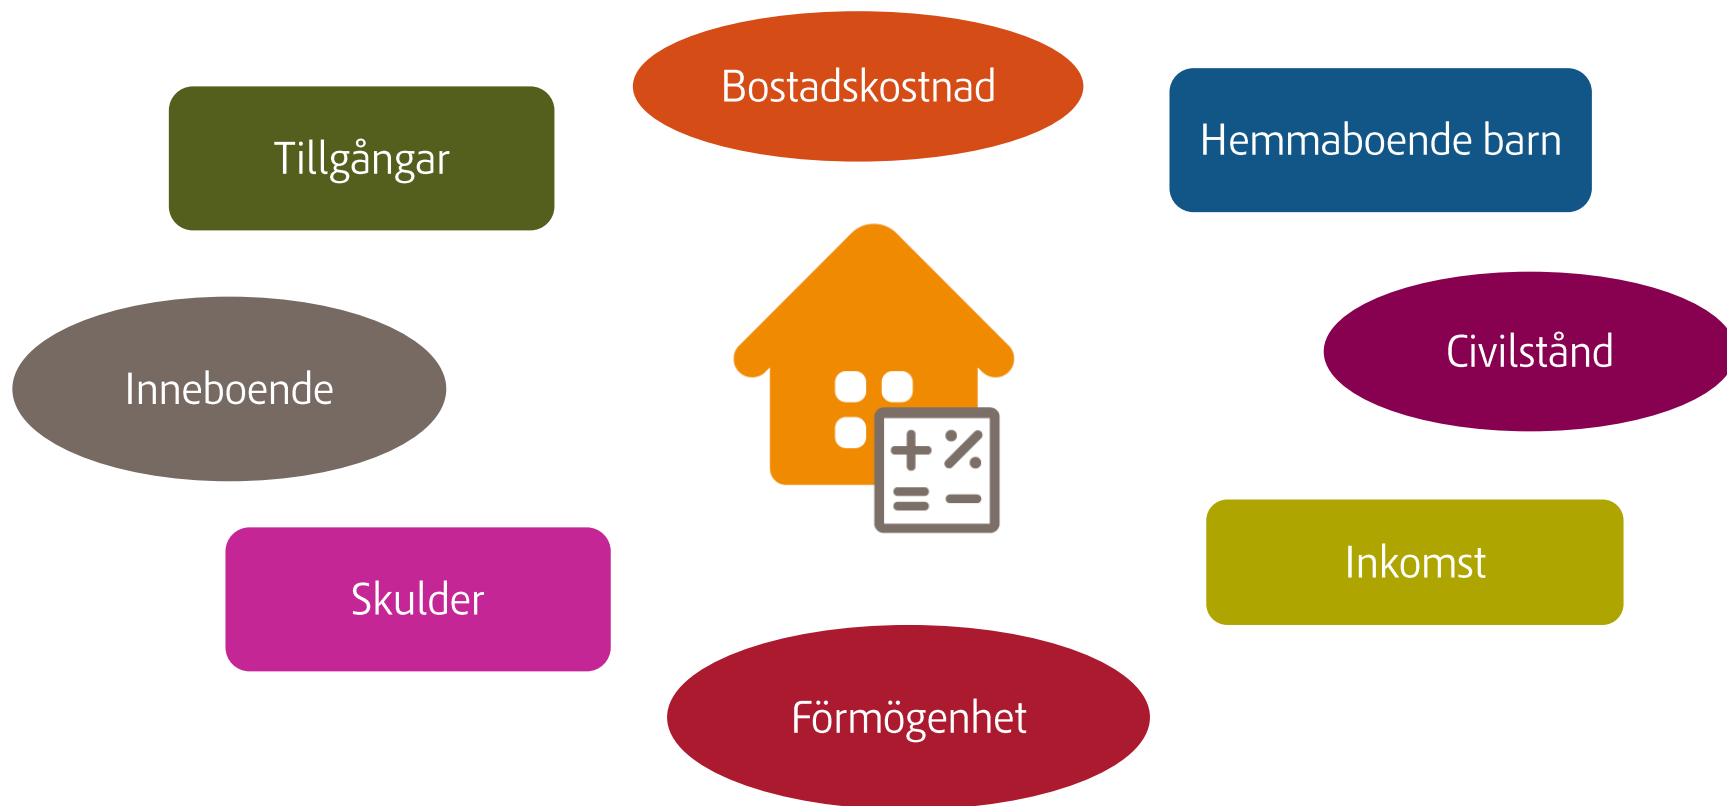 Bostadskostnad
Tillgångar
Hemmaboende barn
Inneboende
Civilstånd
Skulder
Inkomst
Förmögenhet